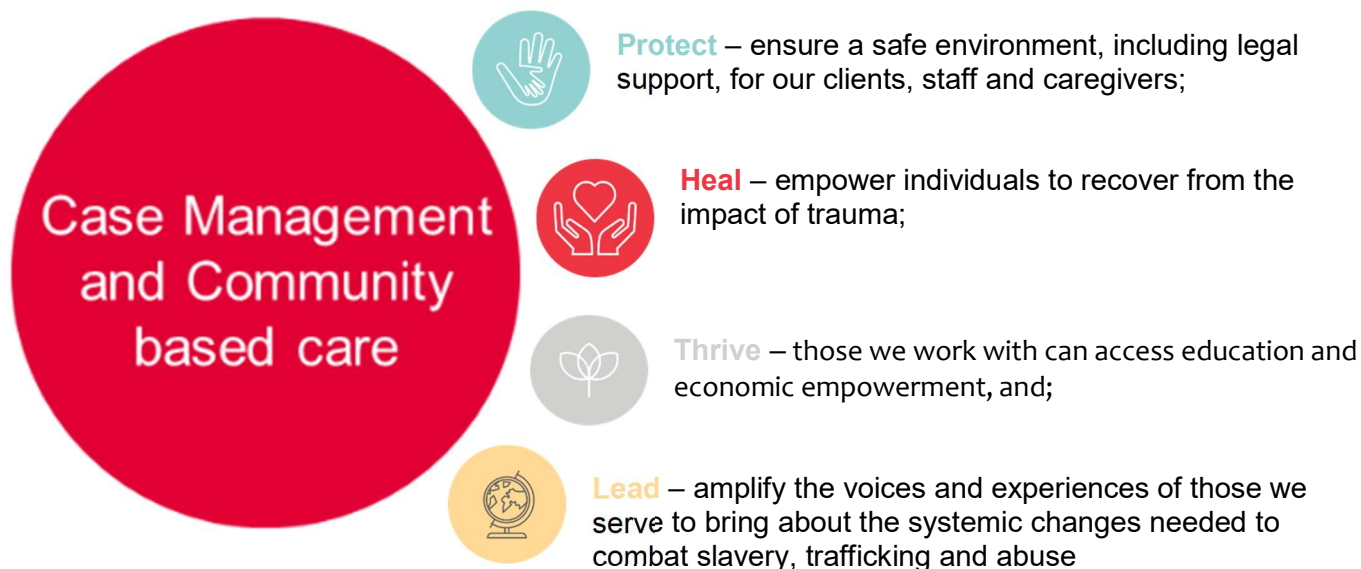 Case Management
and Community
based care
Protect – ensure a safe environment, including legal
support, for our clients, staff and caregivers;
Heal – empower individuals to recover from the
impact of trauma;
Thrive – those we work with can access education and
economic empowerment, and;
Lead – amplify the voices and experiences of those we
serve to bring about the systemic changes needed to
combat slavery, trafficking and abuse